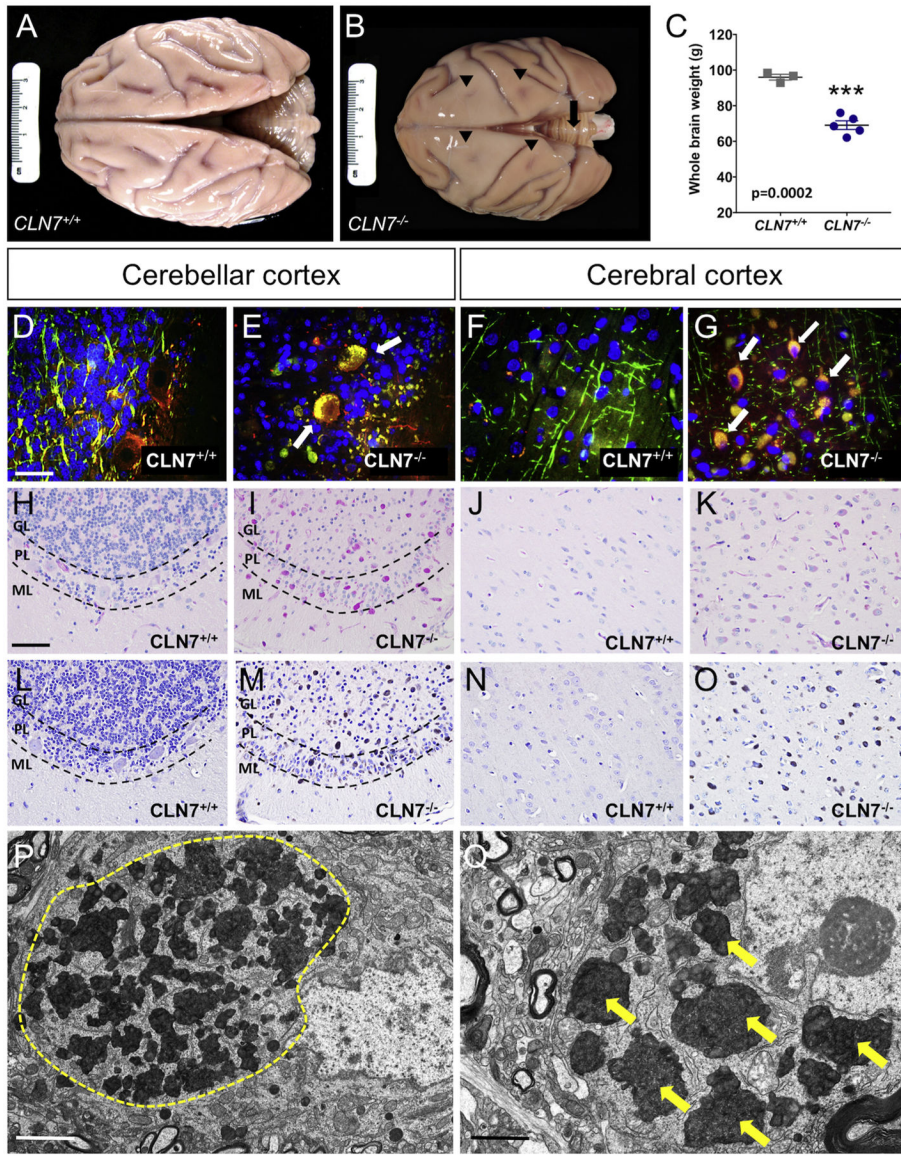 A
B
C
CLN7+/+
CLN7-/-
Whole brain weight (g)
120
100
80
60
40
20
***
p=0.0002
CLN7+/+
CLN7-/-
Cerebellar cortex
Cerebral cortex
D
E
F
G
CLN7+/+
CLN7-/-
CLN7+/+
CLN7-/-
H
I
J
K
GL
PL
ML
GL
PL
ML
CLN7+/+
CLN7-/-
CLN7+/+
CLN7-/-
L
M
N
O
GL
PL
ML
GL
PL
ML
CLN7+/+
CLN7-/-
CLN7+/+
CLN7-/-
P
Q